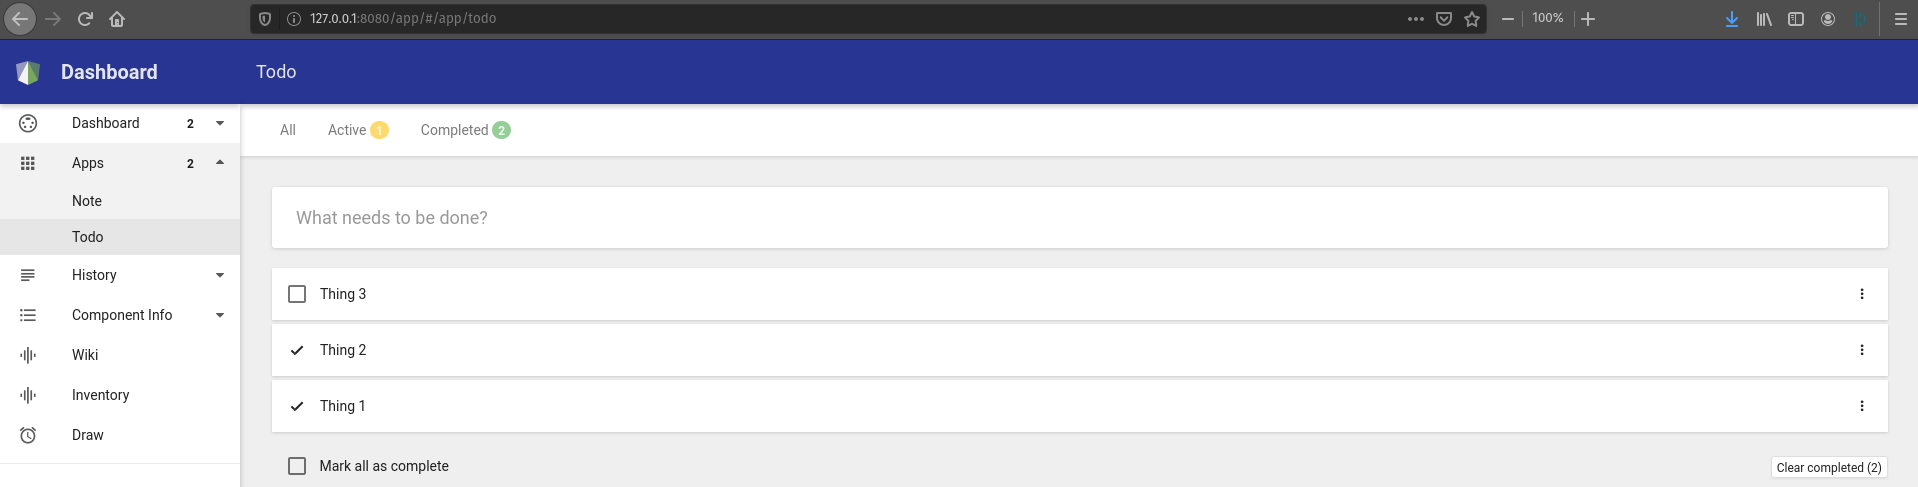 127.0.0.1:8080/app/#/app/todo
100%
Dashboard
Todo
Dashboard 2
Apps 2
Note
Todo
History
Component Info
Wiki
Inventory
Draw
All Active 1 Completed 2
What needs to be done?
Thing 3
Thing 2
Thing 1
Mark all as complete
Clear completed (2)